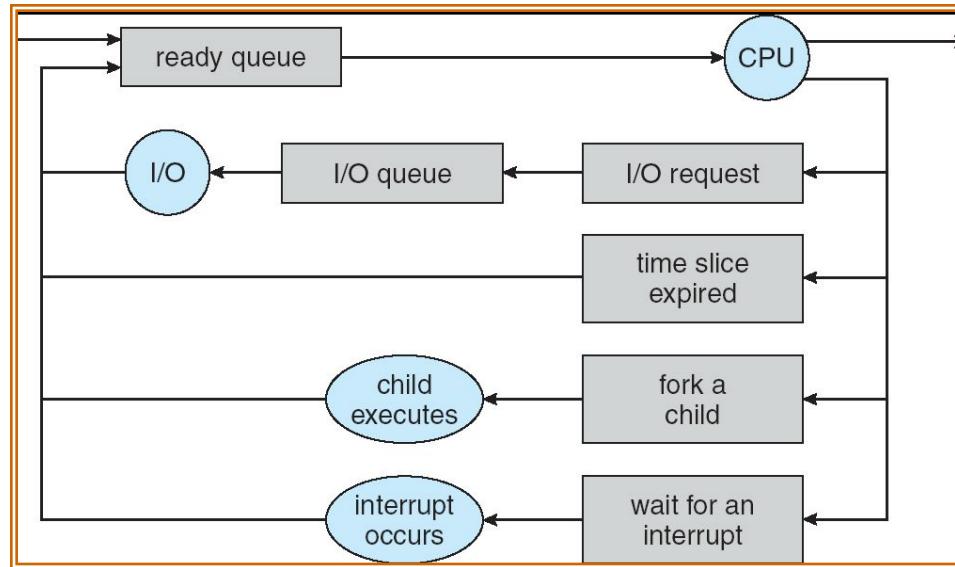 ready queue
CPU
I/O
I/O queue
I/O request
time slice
expired
child
executes
fork a
child
interrupt
occurs
wait for an
interrupt